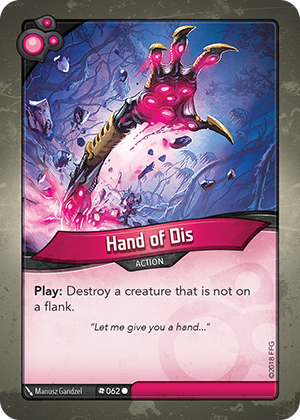 Hand of Dis
ACTION
Play: Destroy a creature that is not on
a flank.
"Let me give you a hand..."
Mariusz Gandzel
062
©2018 FFG